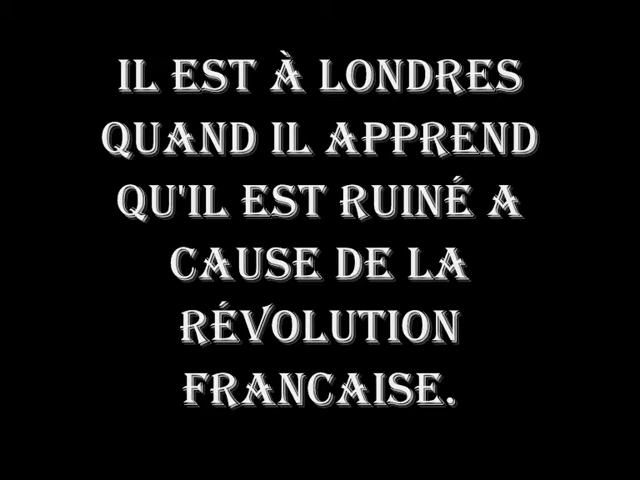 IL EST À LONDRES
QUAND IL APPREND
QU'IL EST RUINÉ A
CAUSE DE LA
RÉVOLUTION
FRANCAISE.